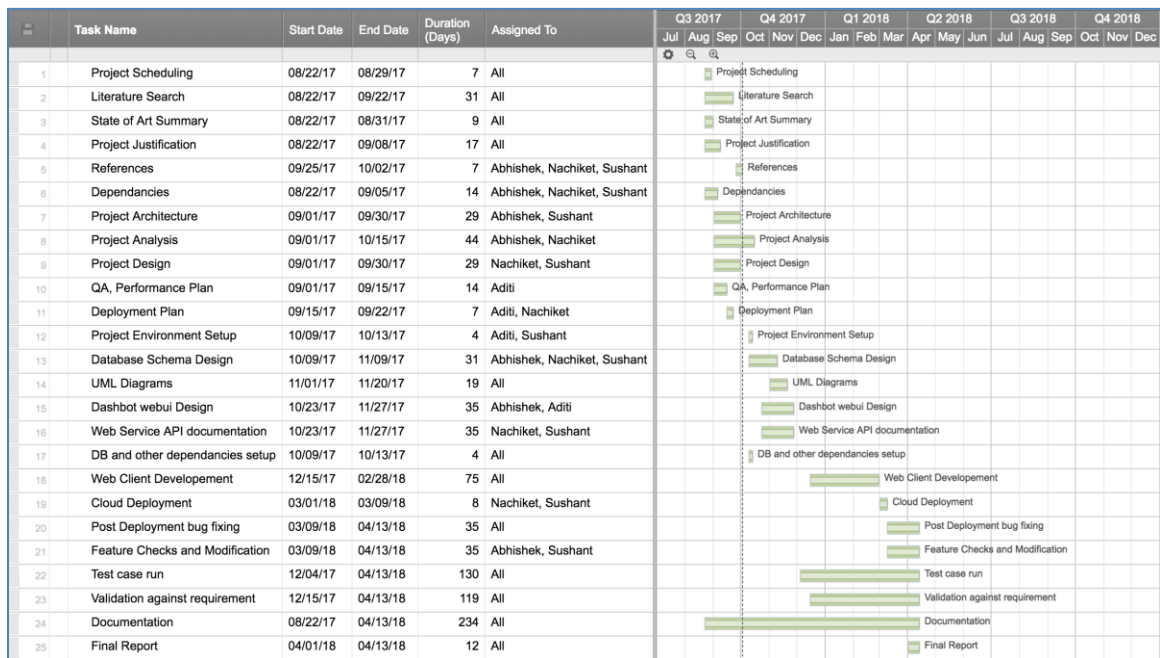 Task Name Start Date End Date Duration (Days) Assigned To Q3 2017 Q4 2017 Q1 2018 Q2 2018 Q3 2018 Q4 2018
Jul Aug Sep Oct Nov Dec Jan Feb Mar Apr May Jun Jul Aug Sep Oct Nov Dec
1 Project Scheduling 08/22/17 08/29/17 7 All Project Scheduling
2 Literature Search 08/22/17 09/22/17 31 All Literature Search
3 State of Art Summary 08/22/17 08/31/17 9 All State of Art Summary
4 Project Justification 08/22/17 09/08/17 17 All Project Justification
5 References 09/25/17 10/02/17 7 Abhishek, Nachiket, Sushant References
6 Dependancies 08/22/17 09/05/17 14 Abhishek, Nachiket, Sushant Dependancies
7 Project Architecture 09/01/17 09/30/17 29 Abhishek, Sushant Project Architecture
8 Project Analysis 09/01/17 10/15/17 44 Abhishek, Nachiket Project Analysis
9 Project Design 09/01/17 09/30/17 29 Nachiket, Sushant Project Design
10 QA, Performance Plan 09/01/17 09/15/17 14 Aditi QA, Performance Plan
11 Deployment Plan 09/15/17 09/22/17 7 Aditi, Nachiket Deployment Plan
12 Project Environment Setup 10/09/17 10/13/17 4 Aditi, Sushant Project Environment Setup
13 Database Schema Design 10/09/17 11/09/17 31 Abhishek, Nachiket, Sushant Database Schema Design
14 UML Diagrams 11/01/17 11/20/17 19 All UML Diagrams
15 Dashbot webui Design 10/23/17 11/27/17 35 Abhishek, Aditi Dashbot webui Design
16 Web Service API documentation 10/23/17 11/27/17 35 Nachiket, Sushant Web Service API documentation
17 DB and other dependancies setup 10/09/17 10/13/17 4 All DB and other dependancies setup
18 Web Client Developement 12/15/17 02/28/18 75 All Web Client Developement
19 Cloud Deployment 03/01/18 03/09/18 8 Nachiket, Sushant Cloud Deployment
20 Post Deployment bug fixing 03/09/18 04/13/18 35 All Post Deployment bug fixing
21 Feature Checks and Modification 03/09/18 04/13/18 35 Abhishek, Sushant Feature Checks and Modification
22 Test case run 12/04/17 04/13/18 130 All Test case run
23 Validation against requirement 12/15/17 04/13/18 119 All Validation against requirement
24 Documentation 08/22/17 04/13/18 234 All Documentation
25 Final Report 04/01/18 04/13/18 12 All Final Report